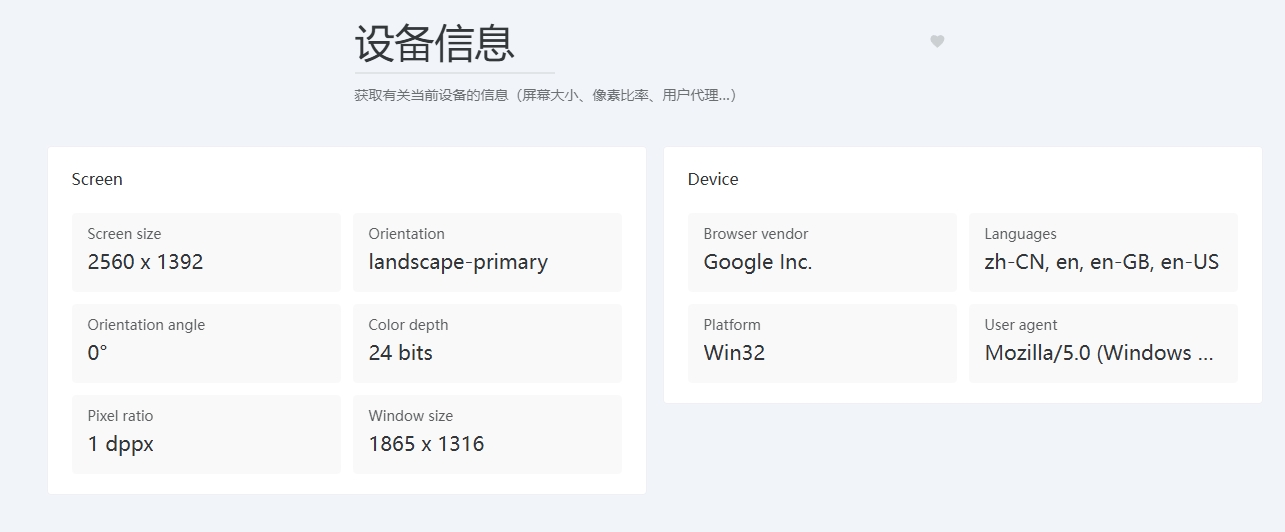 设备信息
获取有关当前设备的信息（屏幕大小、像素比率、用户代理...）
Screen
Screen size
2560 x 1392
Orientation
landscape-primary
Orientation angle
0°
Color depth
24 bits
Pixel ratio
1 dppx
Window size
1865 x 1316
Device
Browser vendor
Google Inc.
Languages
zh-CN, en, en-GB, en-US
Platform
Win32
User agent
Mozilla/5.0 (Windows ...